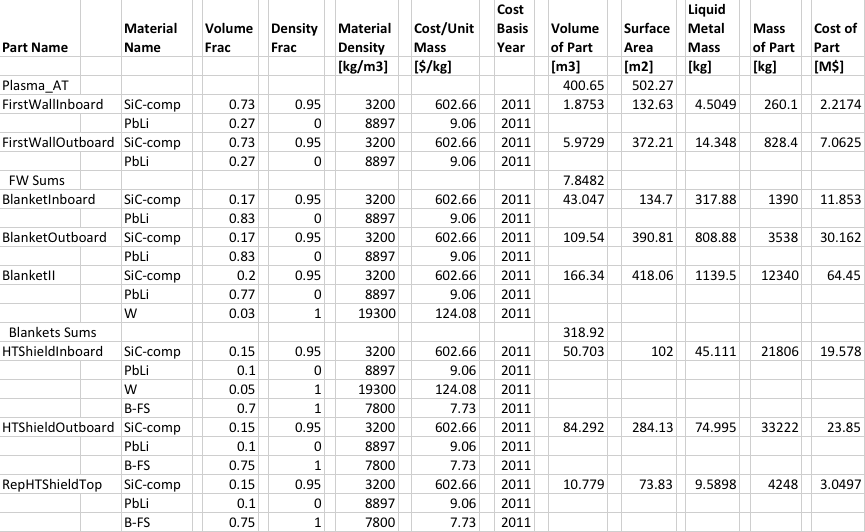 Cost Liquid
Material Volume Density Material Cost/Unit Basis Volume Surface Metal Mass Cost of
Part Name Name Frac Frac Density Mass Year of Part Area Mass of Part Part
[kg/m3] [$/kg] [m3] [m2] [kg] [kg] [M$]
Plasma_AT 400.65 502.27
FirstWallInboard SiC-comp 0.73 0.95 3200 602.66 2011 1.8753 132.63 4.5049 260.1 2.2174
PbLi 0.27 0 8897 9.06 2011
FirstWallOutboard SiC-comp 0.73 0.95 3200 602.66 2011 5.9729 372.21 14.348 828.4 7.0625
PbLi 0.27 0 8897 9.06 2011
FW Sums 7.8482
BlanketInboard SiC-comp 0.17 0.95 3200 602.66 2011 43.047 134.7 317.88 1390 11.853
PbLi 0.83 0 8897 9.06 2011
BlanketOutboard SiC-comp 0.17 0.95 3200 602.66 2011 109.54 390.81 808.88 3538 30.162
PbLi 0.83 0 8897 9.06 2011
BlanketII SiC-comp 0.2 0.95 3200 602.66 2011 166.34 418.06 1139.5 12340 64.45
PbLi 0.77 0 8897 9.06 2011
W 0.03 1 19300 124.08 2011
Blankets Sums 318.92
HTShieldInboard SiC-comp 0.15 0.95 3200 602.66 2011 50.703 102 45.111 21806 19.578
PbLi 0.1 0 8897 9.06 2011
W 0.05 1 19300 124.08 2011
B-FS 0.7 1 7800 7.73 2011
HTShieldOutboard SiC-comp 0.15 0.95 3200 602.66 2011 84.292 284.13 74.995 33222 23.85
PbLi 0.1 0 8897 9.06 2011
B-FS 0.75 1 7800 7.73 2011
RepHTShieldTop SiC-comp 0.15 0.95 3200 602.66 2011 10.779 73.83 9.5898 4248 3.0497
PbLi 0.1 0 8897 9.06 2011
B-FS 0.75 1 7800 7.73 2011